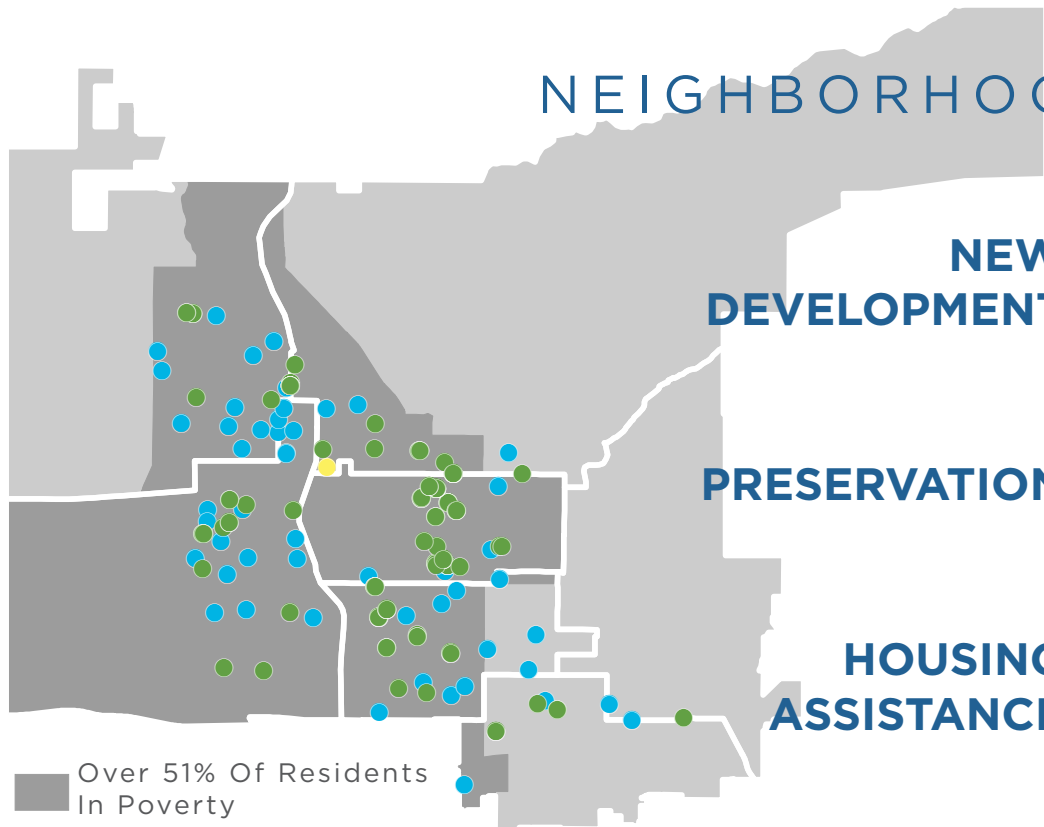 NEIGHBORHOO
NEW
DEVELOPMENT
PRESERVATION
HOUSING
ASSISTANCE
Over 51% Of Residents
In Poverty